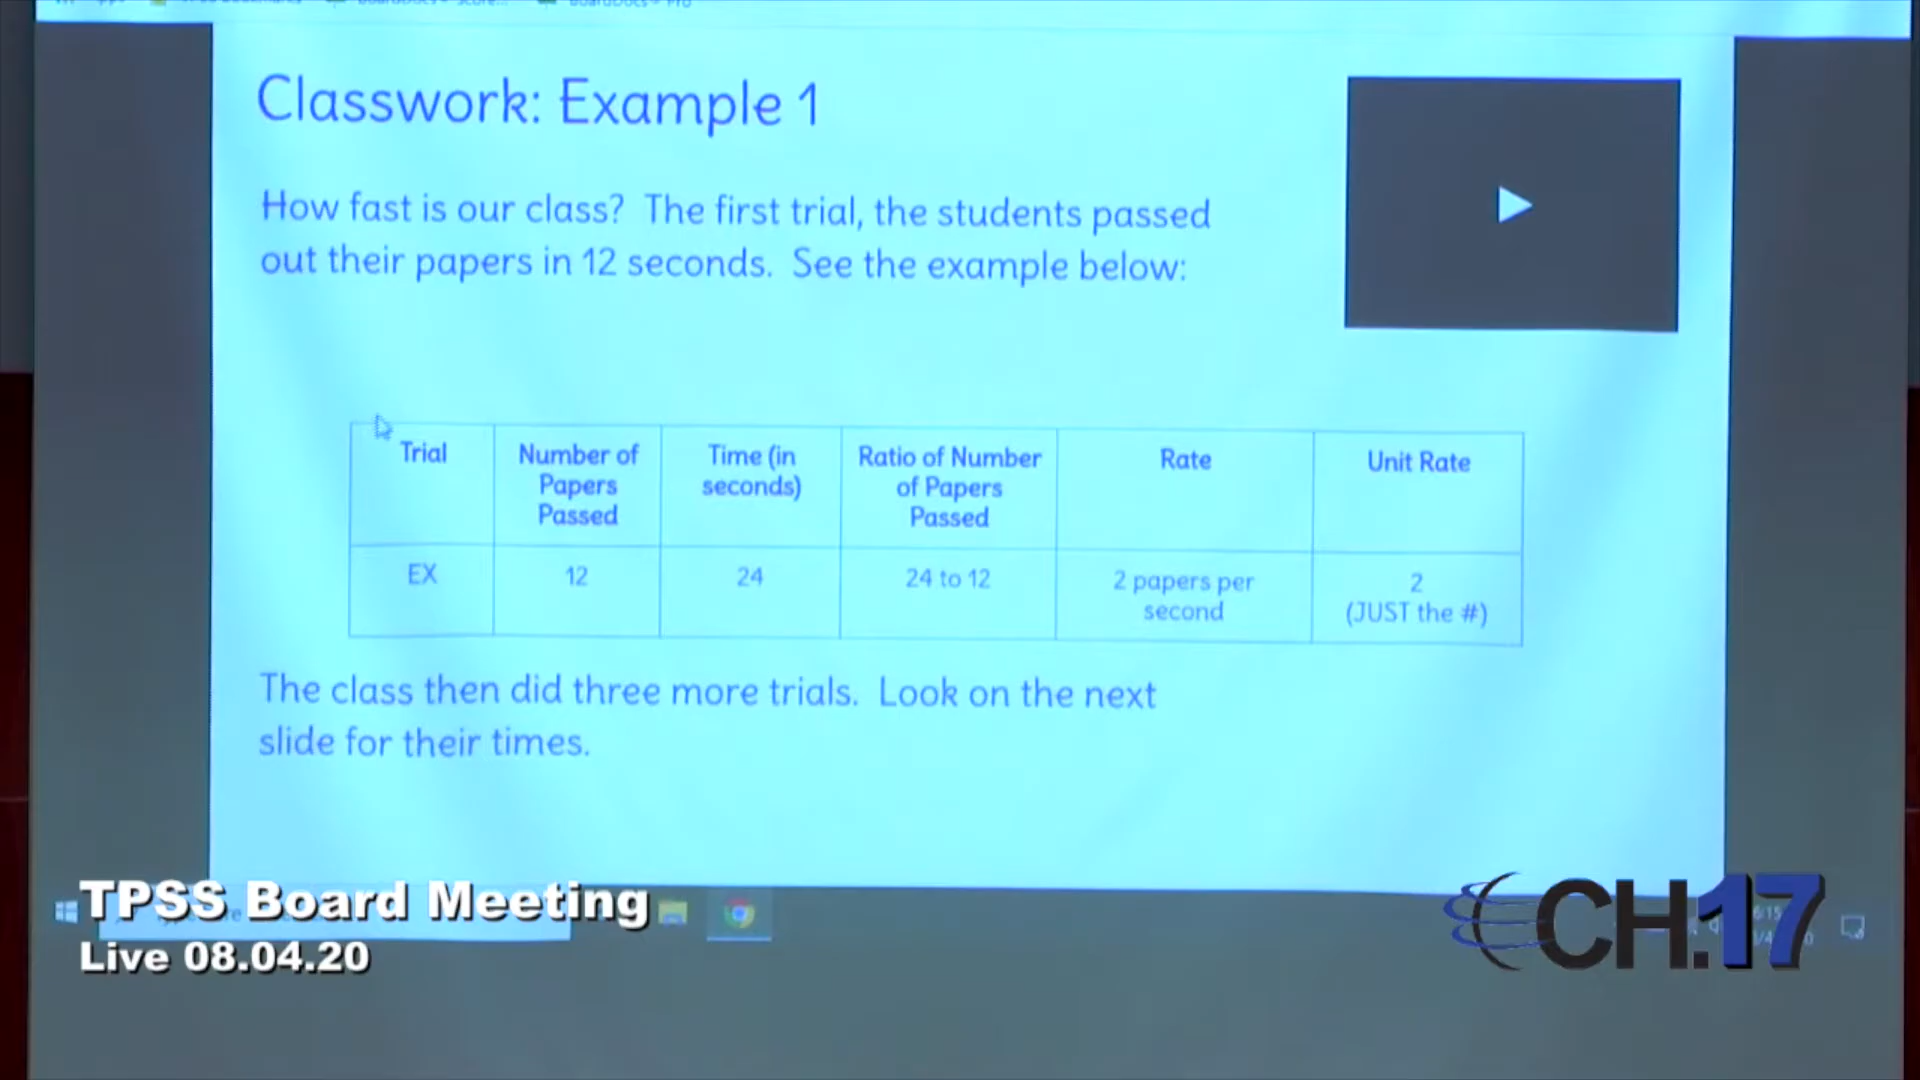 Classwork: Example 1
How fast is our class? The first trial, the students passed
out their papers in 12 seconds. See the example below:
Trial
Number of
Papers
Passed
Time (in
seconds)
Ratio of Number
of Papers
Passed
Rate
Unit Rate
EX
12
24
24 to 12
2 papers per
second
2
(JUST the #)
The class then did three more trials. Look on the next
slide for their times.
TPSS Board Meeting
Live 08.04.20
CH.17